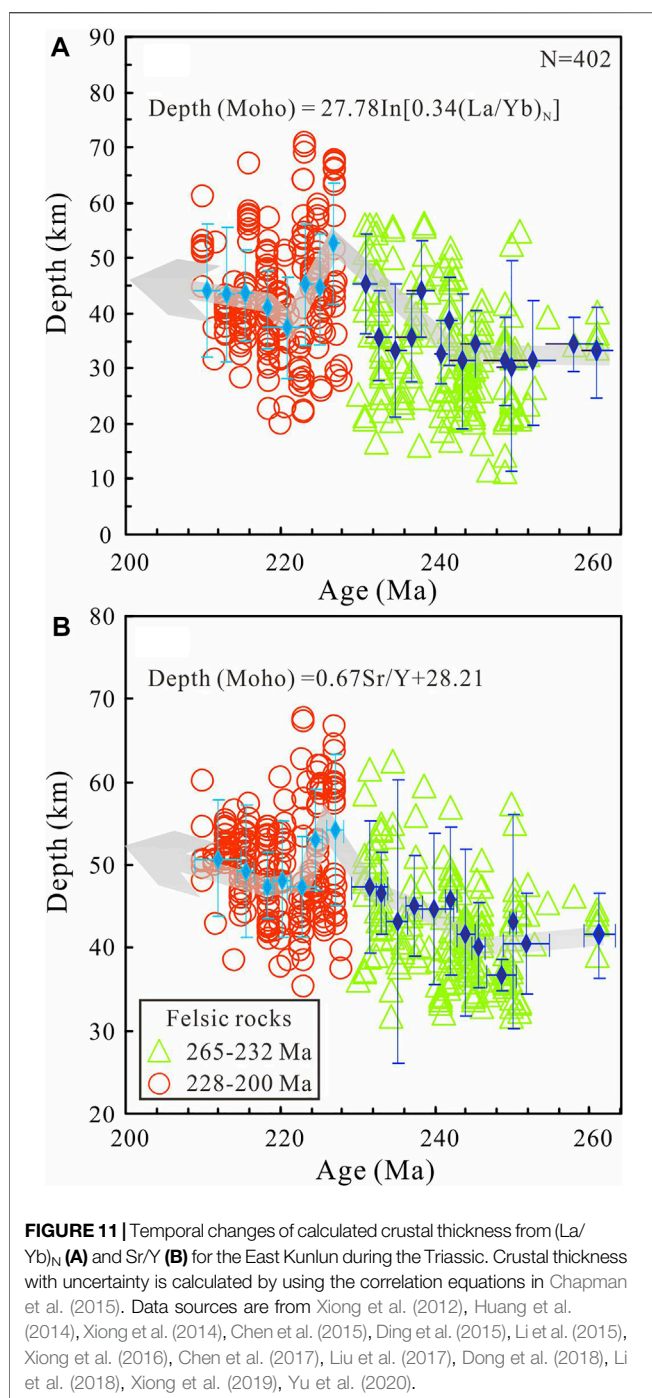 A
N=402
Depth (Moho) = 27.78In[0.34(La/Yb)N]
90
80
70
60
50
40
30
20
10
0
Depth (km)
200 220 240 260
Age (Ma)
B
Depth (Moho) =0.67Sr/Y+28.21
80
70
60
50
40
30
20
Depth (km)
Felsic rocks
265-232 Ma
228-200 Ma
200 220 240 260
Age (Ma)
FIGURE 11 | Temporal changes of calculated crustal thickness from (La/
Yb)N (A) and Sr/Y (B) for the East Kunlun during the Triassic. Crustal thickness
with uncertainty is calculated by using the correlation equations in Chapman
et al. (2015). Data sources are from Xiong et al. (2012), Huang et al.
(2014), Xiong et al. (2014), Chen et al. (2015), Ding et al. (2015), Li et al. (2015),
Xiong et al. (2016), Chen et al. (2017), Liu et al. (2017), Dong et al. (2018), Li
et al. (2018), Xiong et al. (2019), Yu et al. (2020).